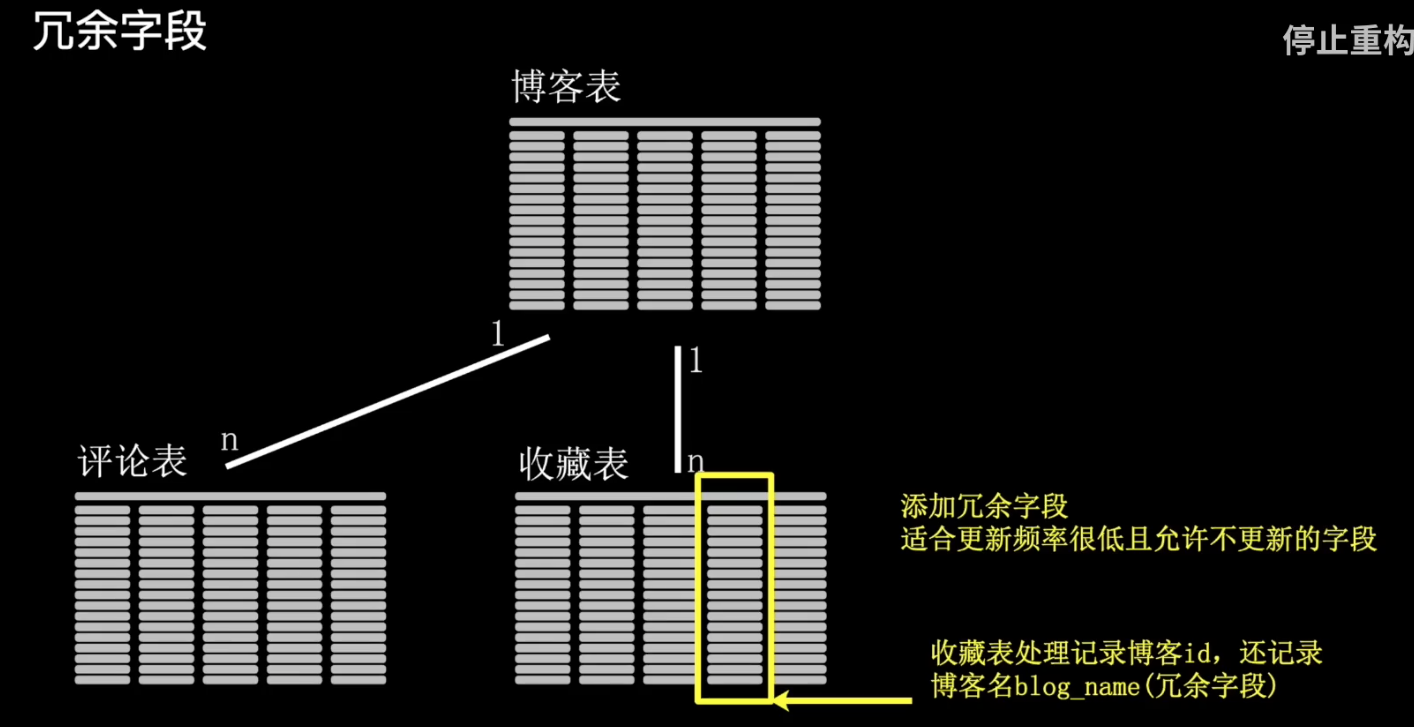 冗余字段
停止重构
博客表
1
1
n
n
评论表
收藏表
添加冗余字段
适合更新频率很低且允许不更新的字段
收藏表处理记录博客id，还记录
博客名blog_name(冗余字段)